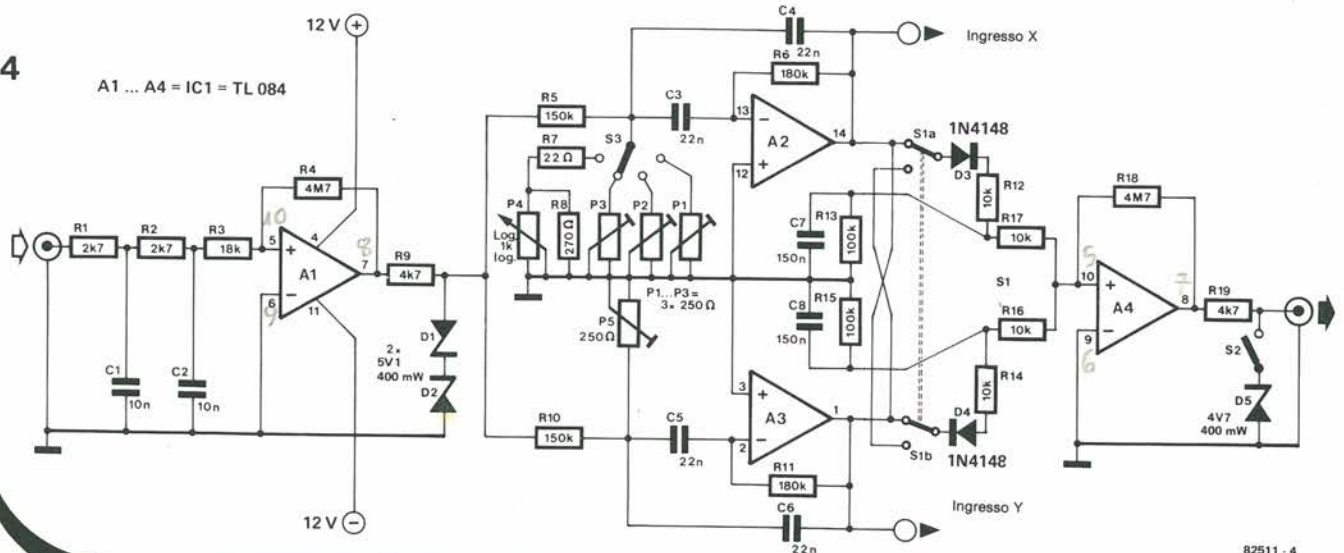 4
A1 ... A4 = IC1 = TL 084
12 V +
12 V −
R1
2k7
R2
2k7
R3
18k
C1
10n
C2
10n
R4
4M7
10
5
+
4
A1
8
7
6
−
11
9
R9
4k7
D1
2×
5V1
400 mW
D2
R5
150k
R7
22 Ω
S3
P4
Log.
1k
log.
R8
270 Ω
P3
P2
P1
P1...P3 =
3× 250 Ω
P5
250 Ω
R10
150k
C3
22n
C4
22n
R6
180k
13
−
A2
14
12
+
Ingresso X
C7
150n
R13
100k
C8
150n
R15
100k
3
+
A3
1
2
−
C5
22n
R11
180k
C6
22n
Ingresso Y
S1a
1N4148
D3
R12
10k
R17
10k
S1
R16
10k
R14
10k
D4
1N4148
S1b
R18
4M7
5
10
+
A4
7
8
9
−
6
R19
4k7
S2
D5
4V7
400 mW
82511 - 4